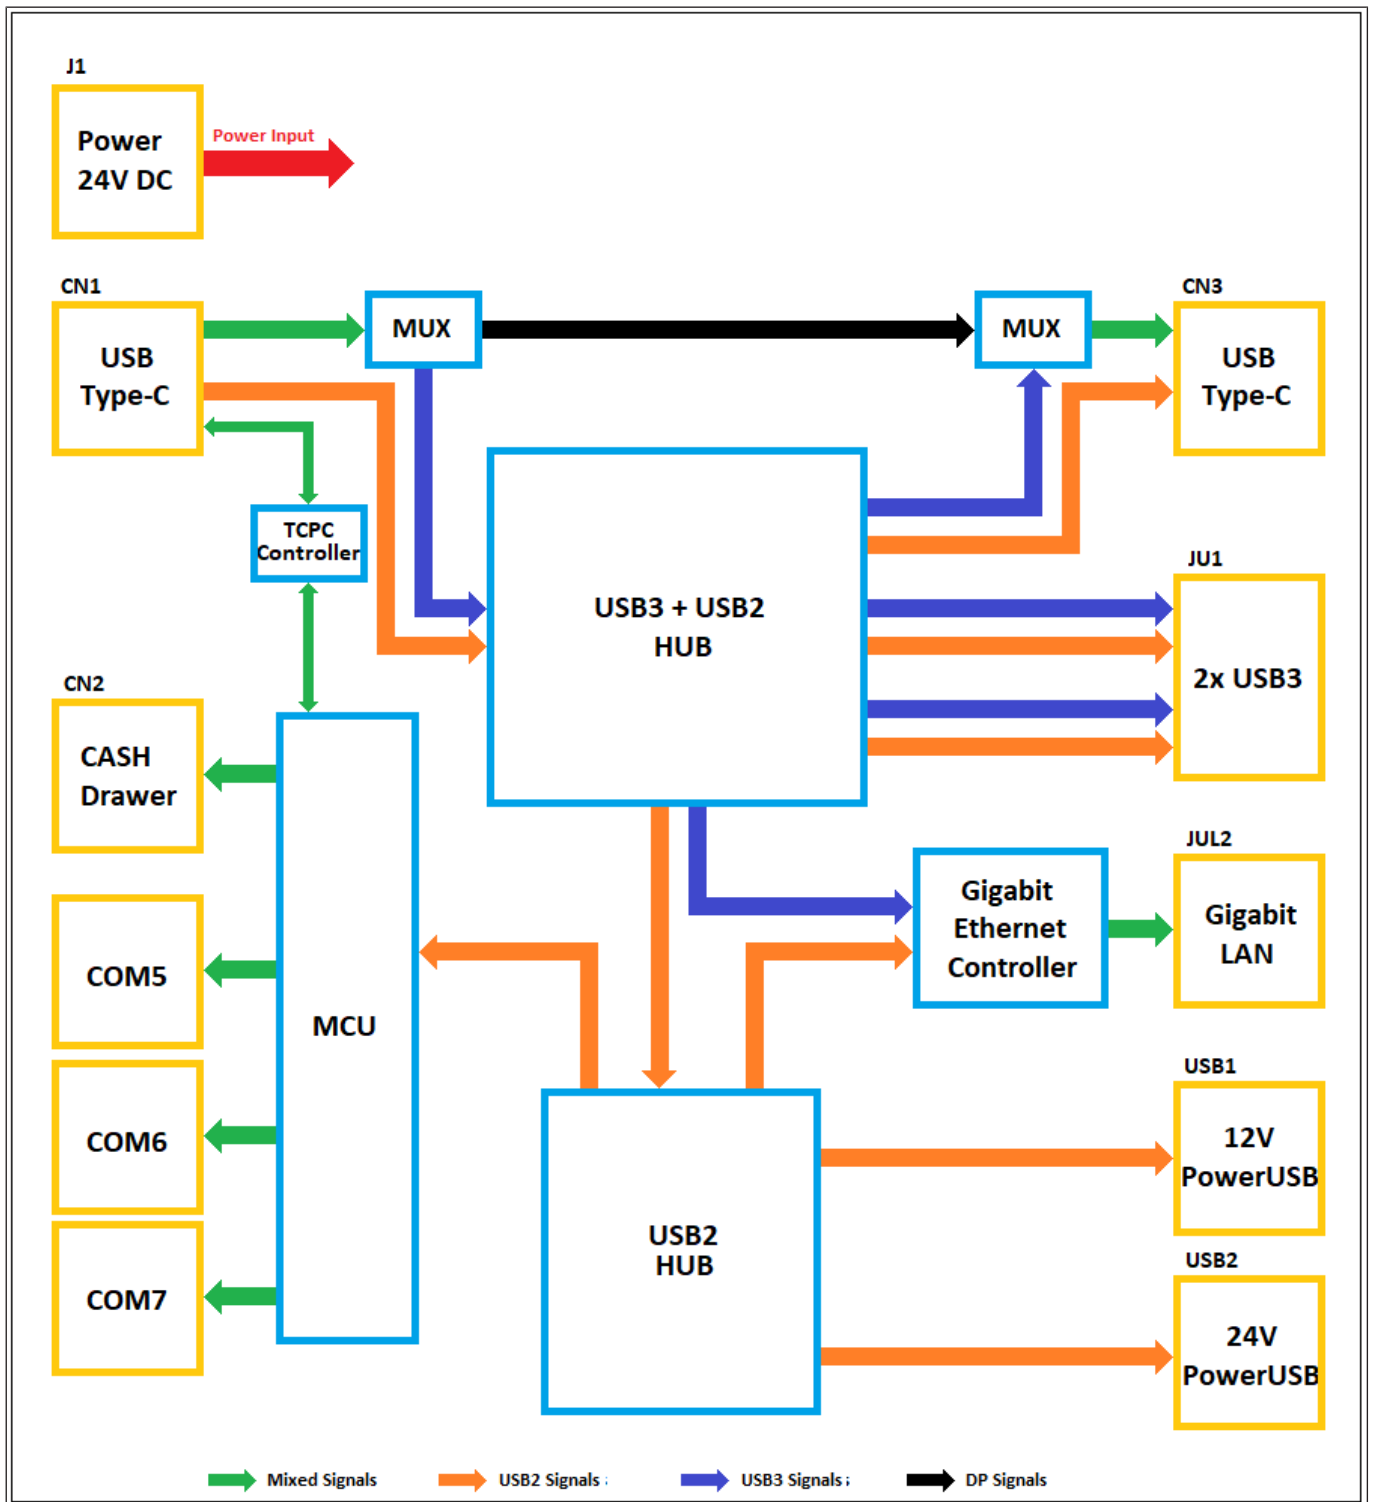 J1
Power
24V DC
Power Input
CN1
USB
Type-C
MUX
MUX
CN3
USB
Type-C
TCPC
Controller
USB3 + USB2
HUB
JU1
2x USB3
CN2
CASH
Drawer
JUL2
Gigabit
Ethernet
Controller
Gigabit
LAN
COM5
MCU
COM6
COM7
USB2
HUB
USB1
12V
PowerUSB
USB2
24V
PowerUSB
Mixed Signals
USB2 Signals :
USB3 Signals ;
DP Signals